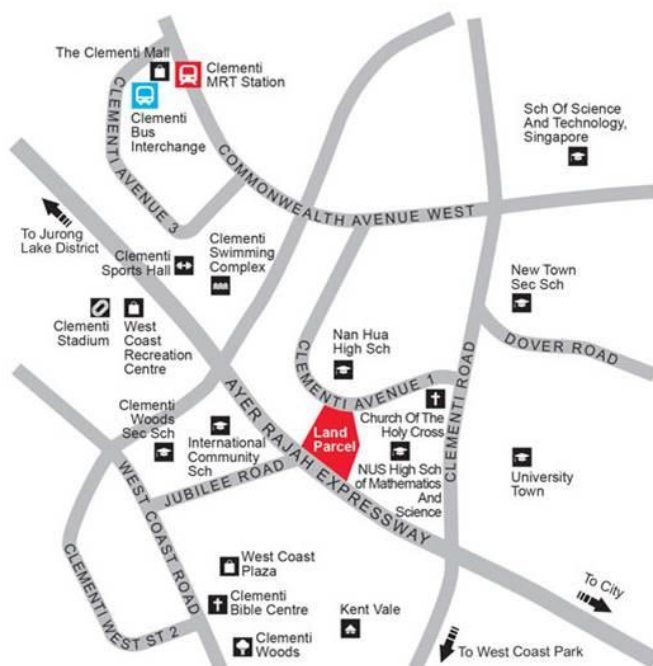 The Clementi Mall
Clementi
MRT Station
Clementi
Bus
Interchange
CLEMENTI AVENUE 3
COMMONWEALTH AVENUE WEST
Sch Of Science
And Technology,
Singapore
To Jurong
Lake District
Clementi
Sports Hall
Clementi
Swimming
Complex
New Town
Sec Sch
Clementi
Stadium
West
Coast
Recreation
Centre
Nan Hua
High Sch
DOVER ROAD
CLEMENTI AVENUE 1
CLEMENTI ROAD
AYER RAJAH EXPRESSWAY
Clementi
Woods
Sec Sch
International
Community
Sch
Land
Parcel
Church Of The
Holy Cross
NUS High Sch
of Mathematics
And
Science
University
Town
JUBILEE ROAD
WEST COAST ROAD
CLEMENTI WEST ST 2
West Coast
Plaza
Clementi
Bible Centre
Kent Vale
Clementi
Woods
To City
To West Coast Park